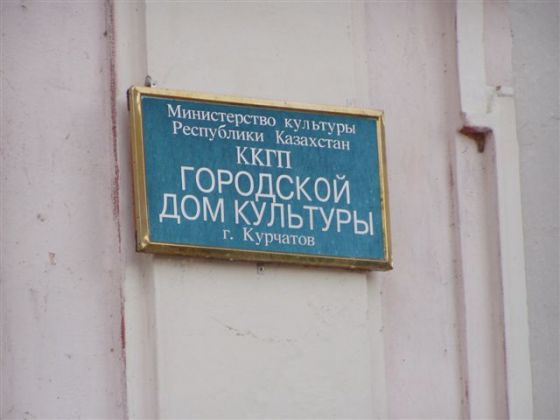 Министерство культуры
Республики Казахстан
ККГП
ГОРОДСКОЙ
ДОМ КУЛЬТУРЫ
г. Курчатов